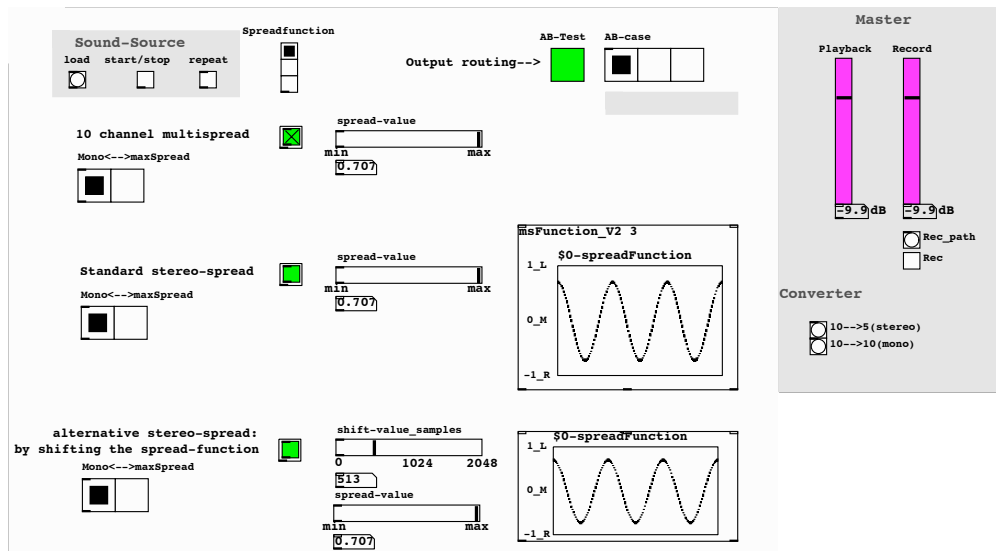 Sound-Source
load start/stop repeat
Spreadfunction
Output routing-->
AB-Test
AB-case
Master
Playback Record
-9.9 dB -9.9 dB
Rec_path
Rec
Converter
10-->5(stereo)
10-->10(mono)
10 channel multispread
Mono<-->maxSpread
spread-value
min max
0.707
Standard stereo-spread
Mono<-->maxSpread
spread-value
min max
0.707
msFunction_V2 3
$0-spreadFunction
1_L
0_M
-1_R
alternative stereo-spread:
by shifting the spread-function
Mono<-->maxSpread
shift-value_samples
0 1024 2048
513
spread-value
min max
0.707
$0-spreadFunction
1_L
0_M
-1_R